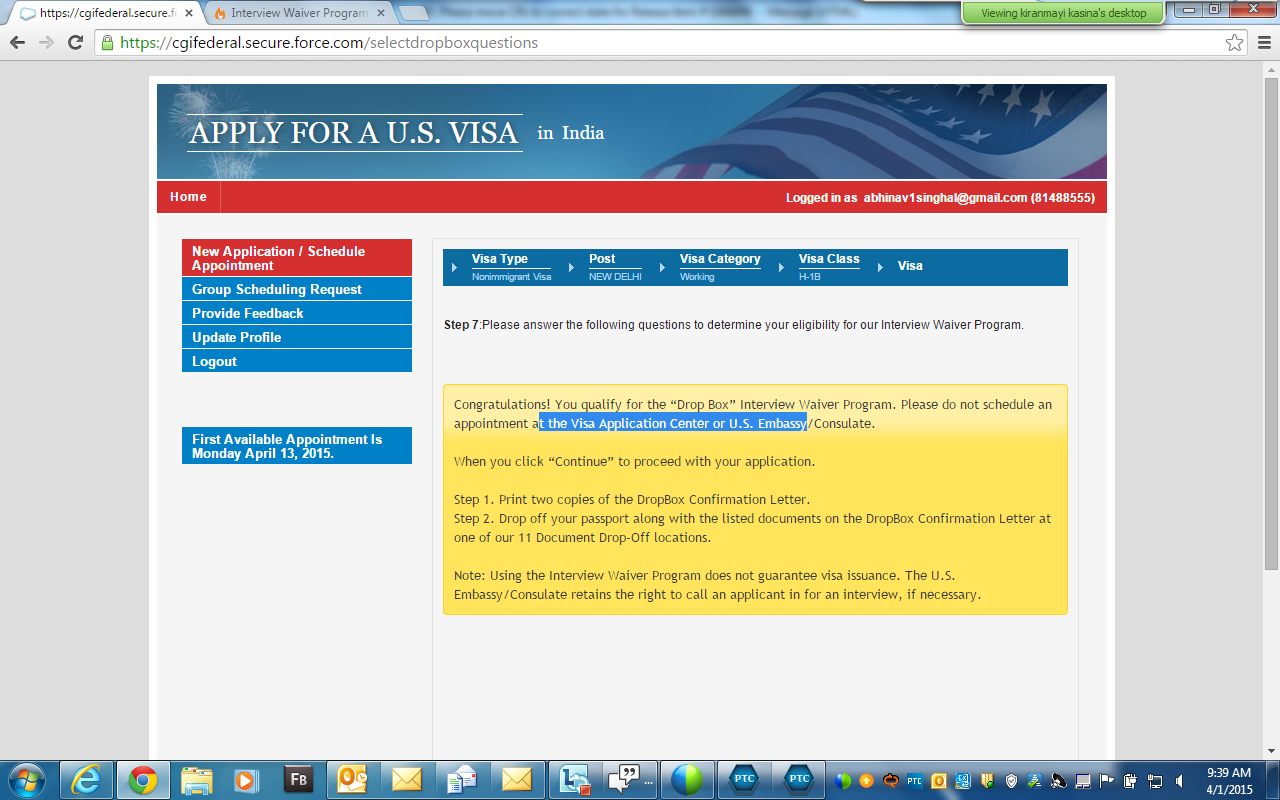 https://cgifederal.secure.fo
Interview Waiver Program
Viewing kiranmayi kasina's desktop
https://cgifederal.secure.force.com/selectdropboxquestions
APPLY FOR A U.S. VISA in India
Home
Logged in as abhinav1singhal@gmail.com (81488555)
New Application / Schedule
Appointment
Group Scheduling Request
Provide Feedback
Update Profile
Logout
First Available Appointment Is
Monday April 13, 2015.
Visa Type Post Visa Category Visa Class Visa
Nonimmigrant Visa NEW DELHI Working H-1B
Step 7:Please answer the following questions to determine your eligibility for our Interview Waiver Program.
Congratulations! You qualify for the “Drop Box” Interview Waiver Program. Please do not schedule an
appointment at the Visa Application Center or U.S. Embassy/Consulate.
When you click “Continue” to proceed with your application.
Step 1. Print two copies of the DropBox Confirmation Letter.
Step 2. Drop off your passport along with the listed documents on the DropBox Confirmation Letter at
one of our 11 Document Drop-Off locations.
Note: Using the Interview Waiver Program does not guarantee visa issuance. The U.S.
Embassy/Consulate retains the right to call an applicant in for an interview, if necessary.
FB
...
PTC
PTC
PTC
9:39 AM
4/1/2015